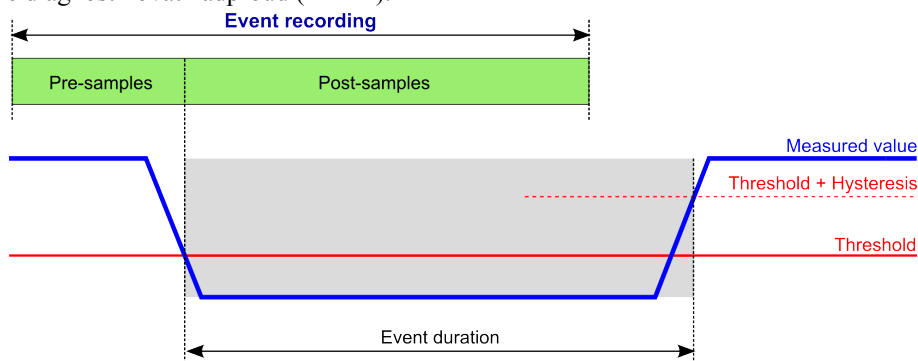 Event recording
Pre-samples Post-samples
Measured value
Threshold + Hysteresis
Threshold
Event duration